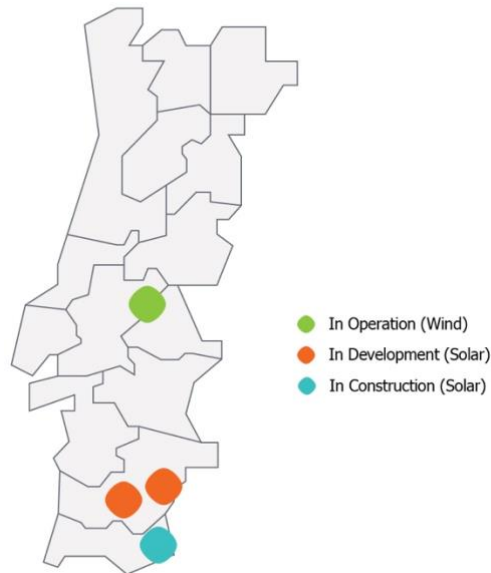 In Operation (Wind)
In Development (Solar)
In Construction (Solar)